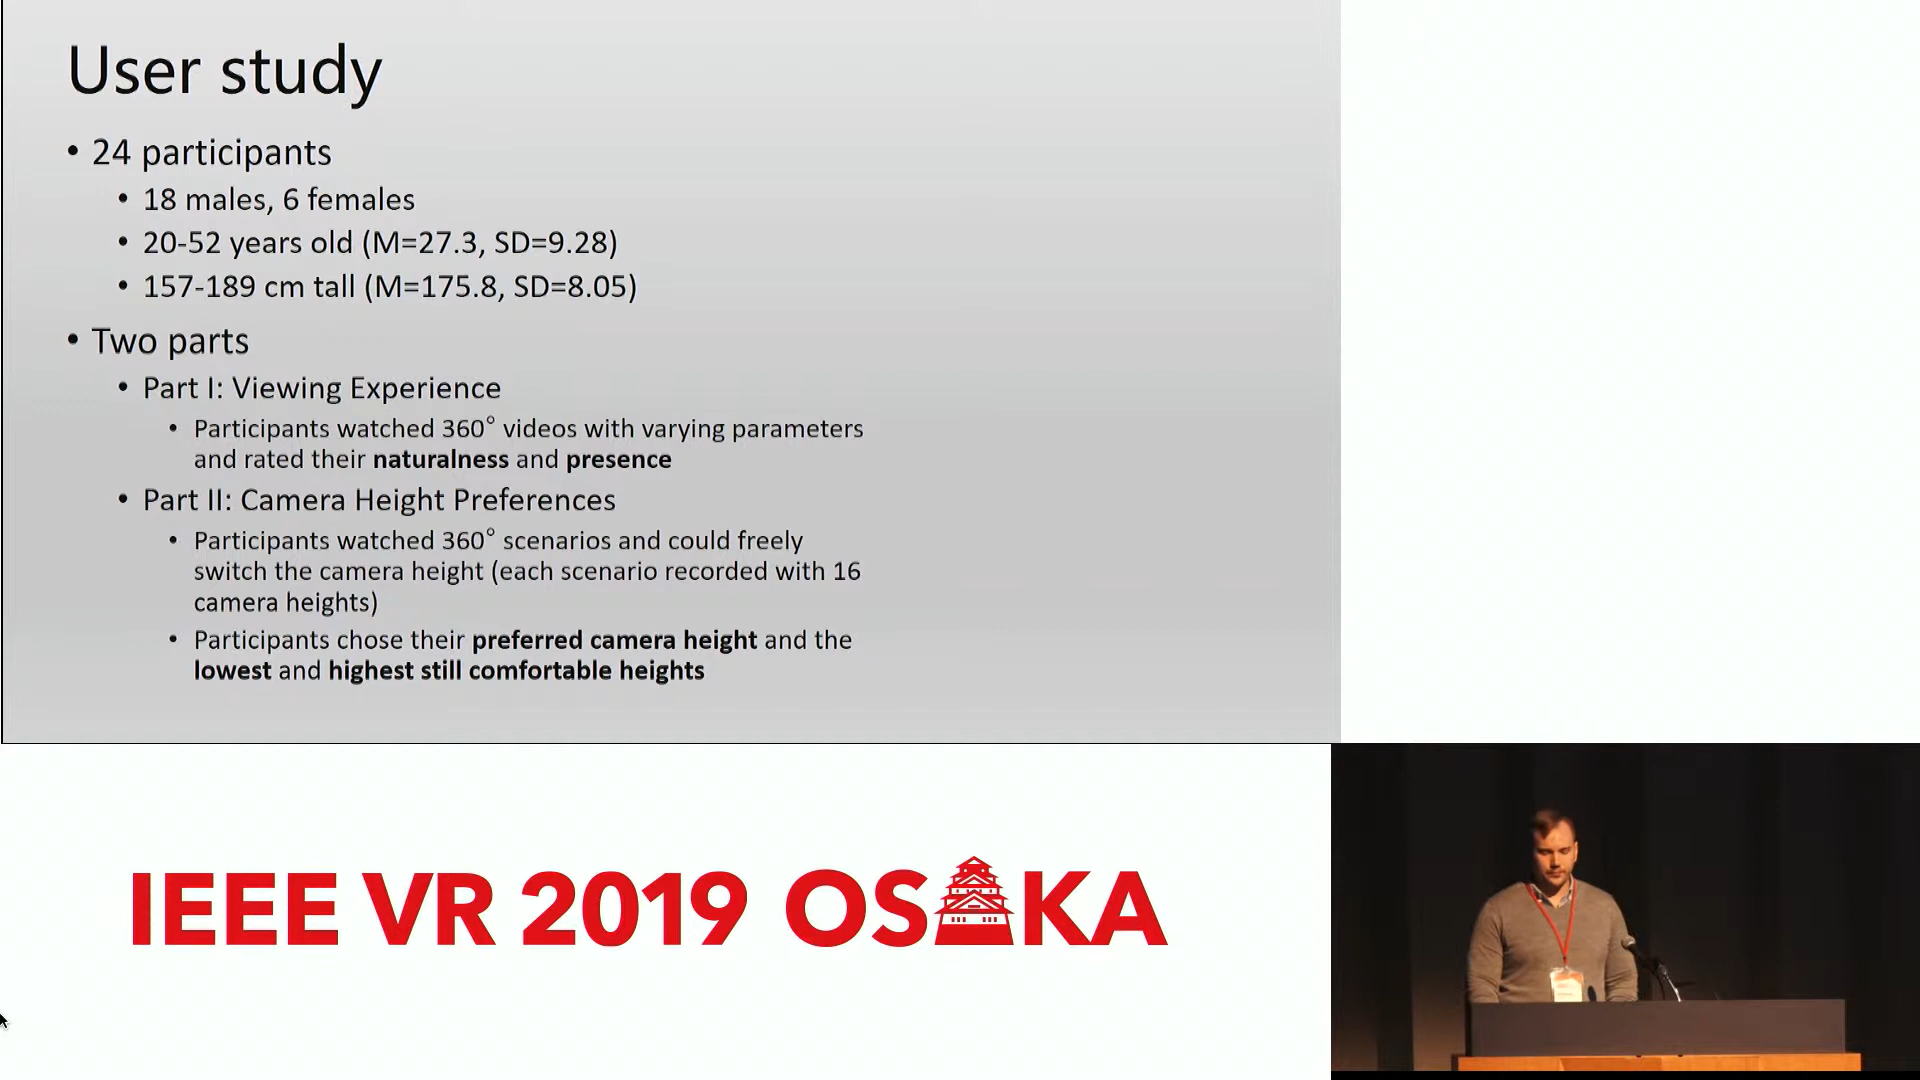 User study
• 24 participants
• 18 males, 6 females
• 20-52 years old (M=27.3, SD=9.28)
• 157-189 cm tall (M=175.8, SD=8.05)
• Two parts
• Part I: Viewing Experience
• Participants watched 360° videos with varying parameters
and rated their naturalness and presence
• Part II: Camera Height Preferences
• Participants watched 360° scenarios and could freely
switch the camera height (each scenario recorded with 16
camera heights)
• Participants chose their preferred camera height and the
lowest and highest still comfortable heights
IEEE VR 2019 OSAKA